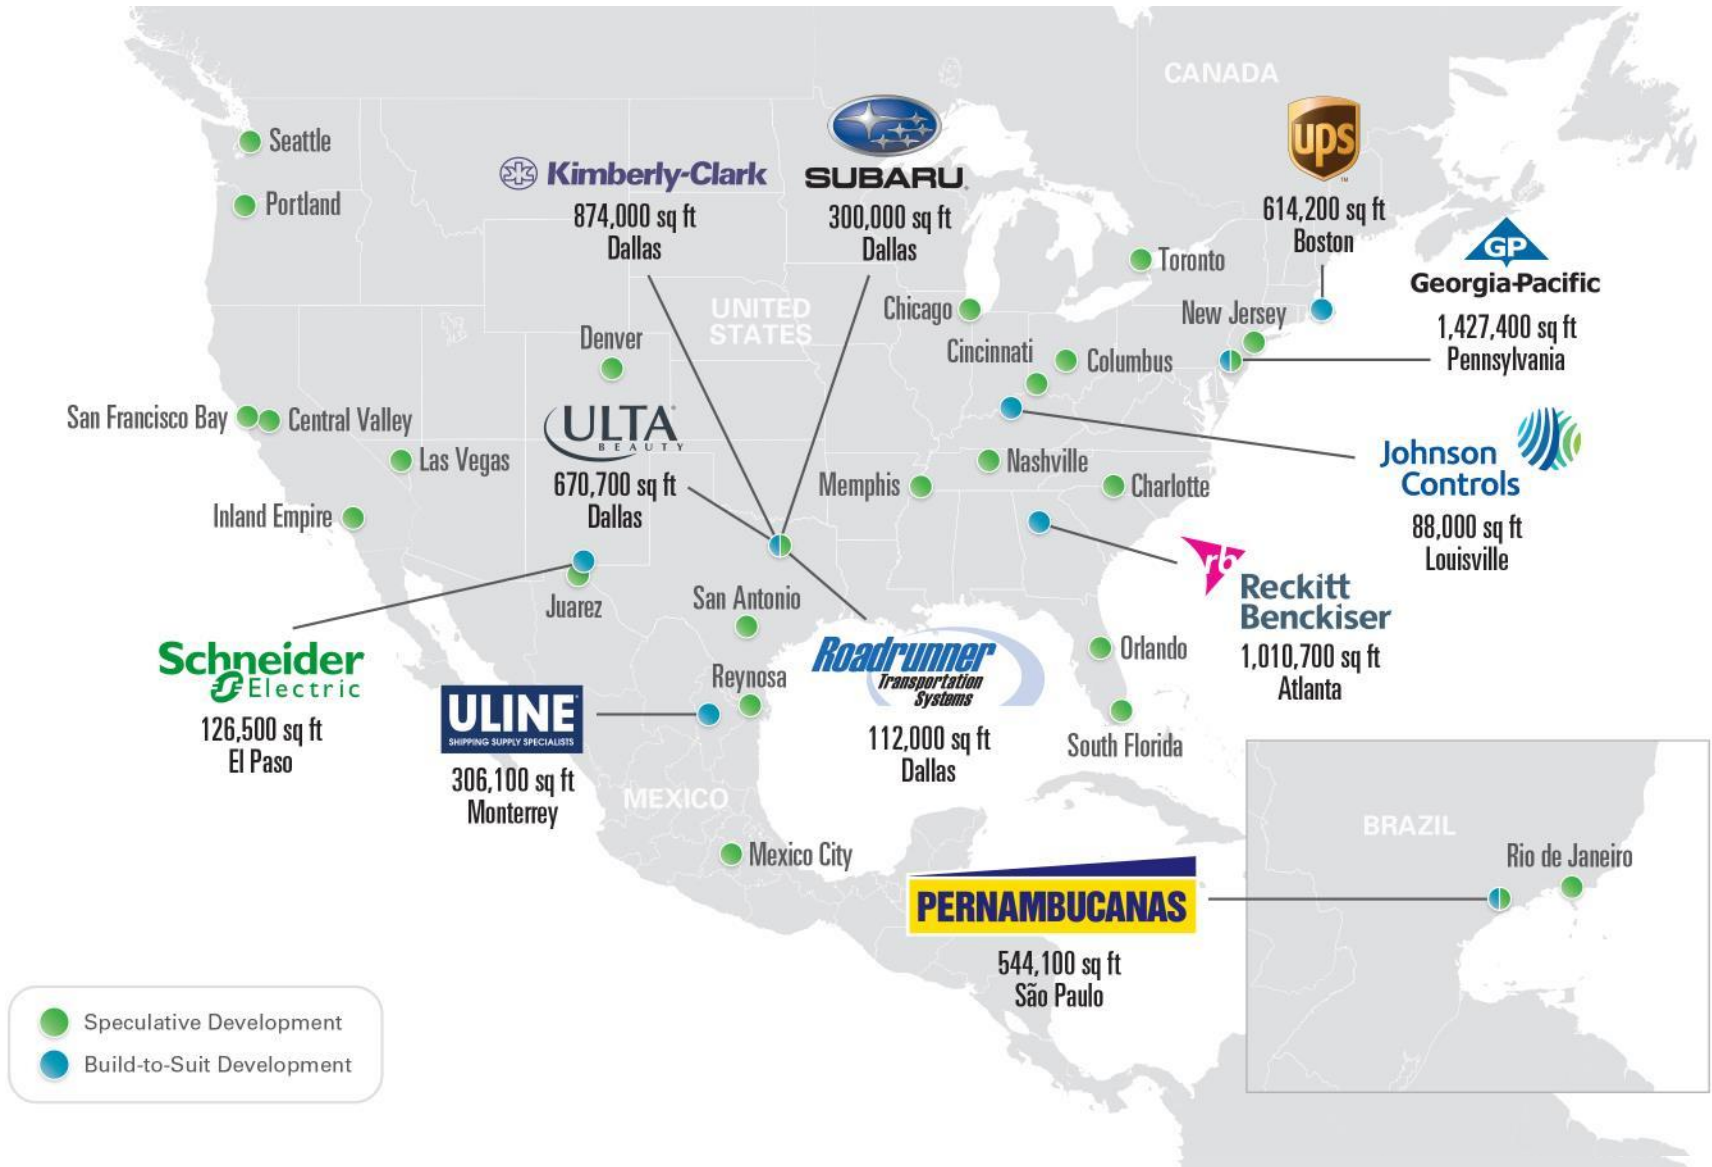 CANADA
ups
614,200 sq ft
Boston
SUBARU
300,000 sq ft
Dallas
Kimberly-Clark
874,000 sq ft
Dallas
Seattle
Portland
GP
Georgia-Pacific
1,427,400 sq ft
Pennsylvania
Toronto
Chicago
New Jersey
UNITED
STATES
Denver
Cincinnati
Columbus
San Francisco Bay
Central Valley
ULTA
BEAUTY
670,700 sq ft
Dallas
Las Vegas
Nashville
Memphis
Charlotte
Johnson
Controls
88,000 sq ft
Louisville
Inland Empire
rb
Reckitt
Benckiser
1,010,700 sq ft
Atlanta
Juarez
San Antonio
Orlando
Schneider
Electric
126,500 sq ft
El Paso
Reynosa
Roadrunner
Transportation
Systems
112,000 sq ft
Dallas
ULINE
SHIPPING SUPPLY SPECIALISTS
306,100 sq ft
Monterrey
South Florida
MEXICO
Mexico City
BRAZIL
Rio de Janeiro
PERNAMBUCANAS
544,100 sq ft
São Paulo
Speculative Development
Build-to-Suit Development